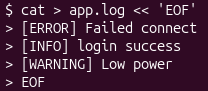 $ cat > app.log << 'EOF'
> [ERROR] Failed connect
> [INFO] login success
> [WARNING] Low power
> EOF